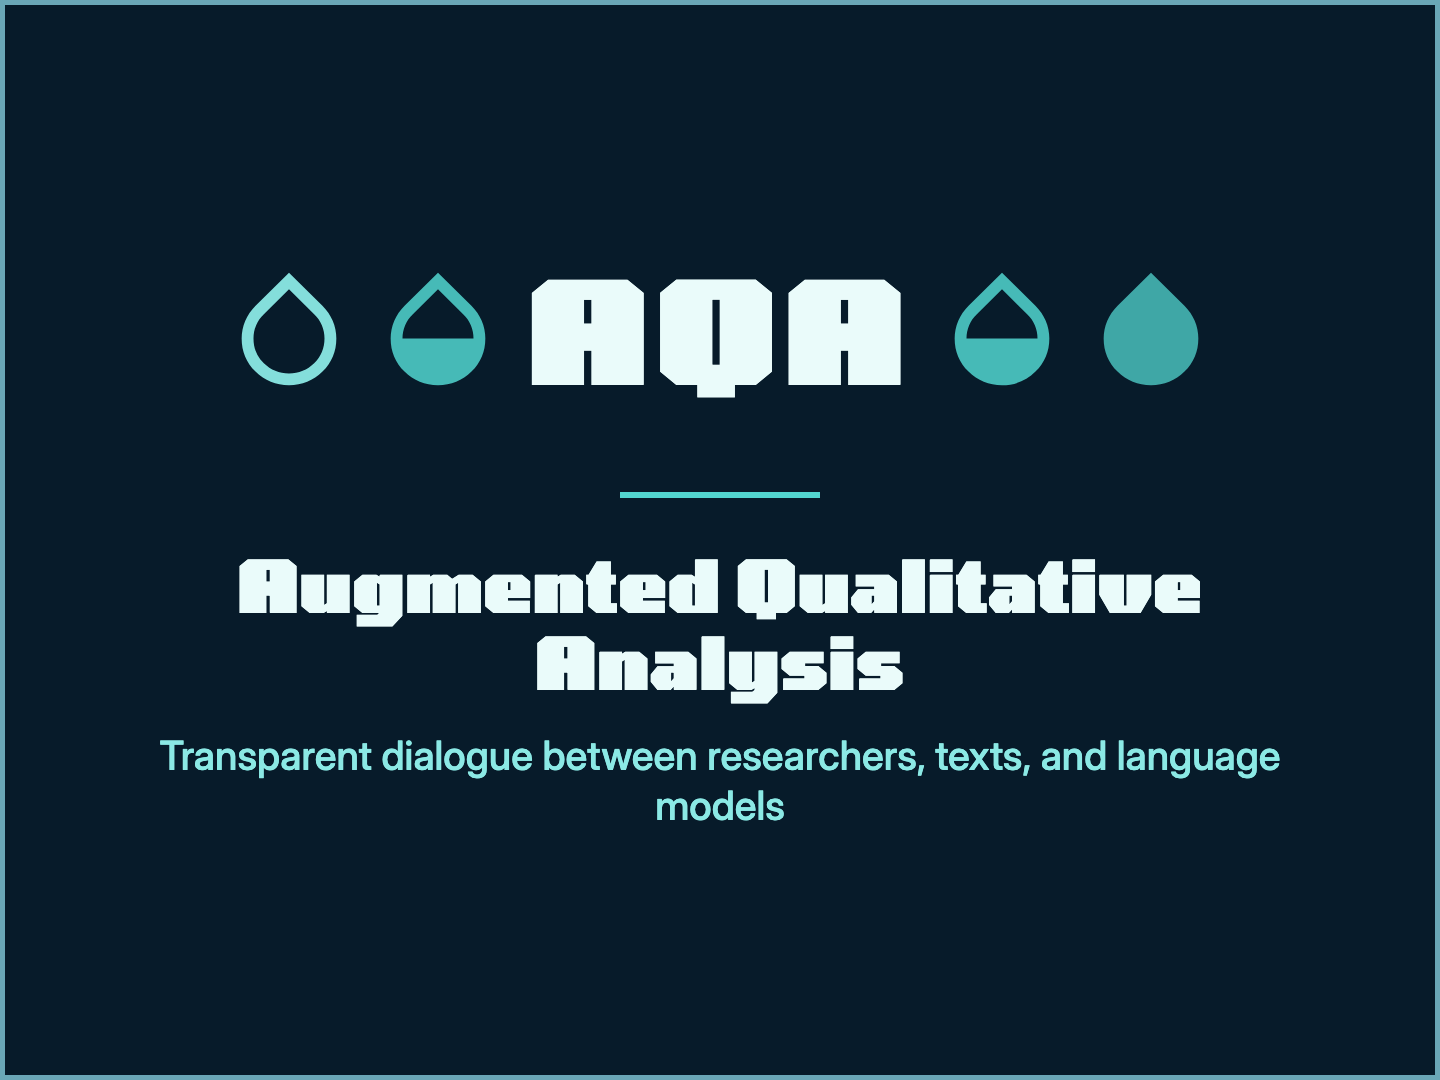 AQA
Augmented Qualitative
Analysis
Transparent dialogue between researchers, texts, and language
models